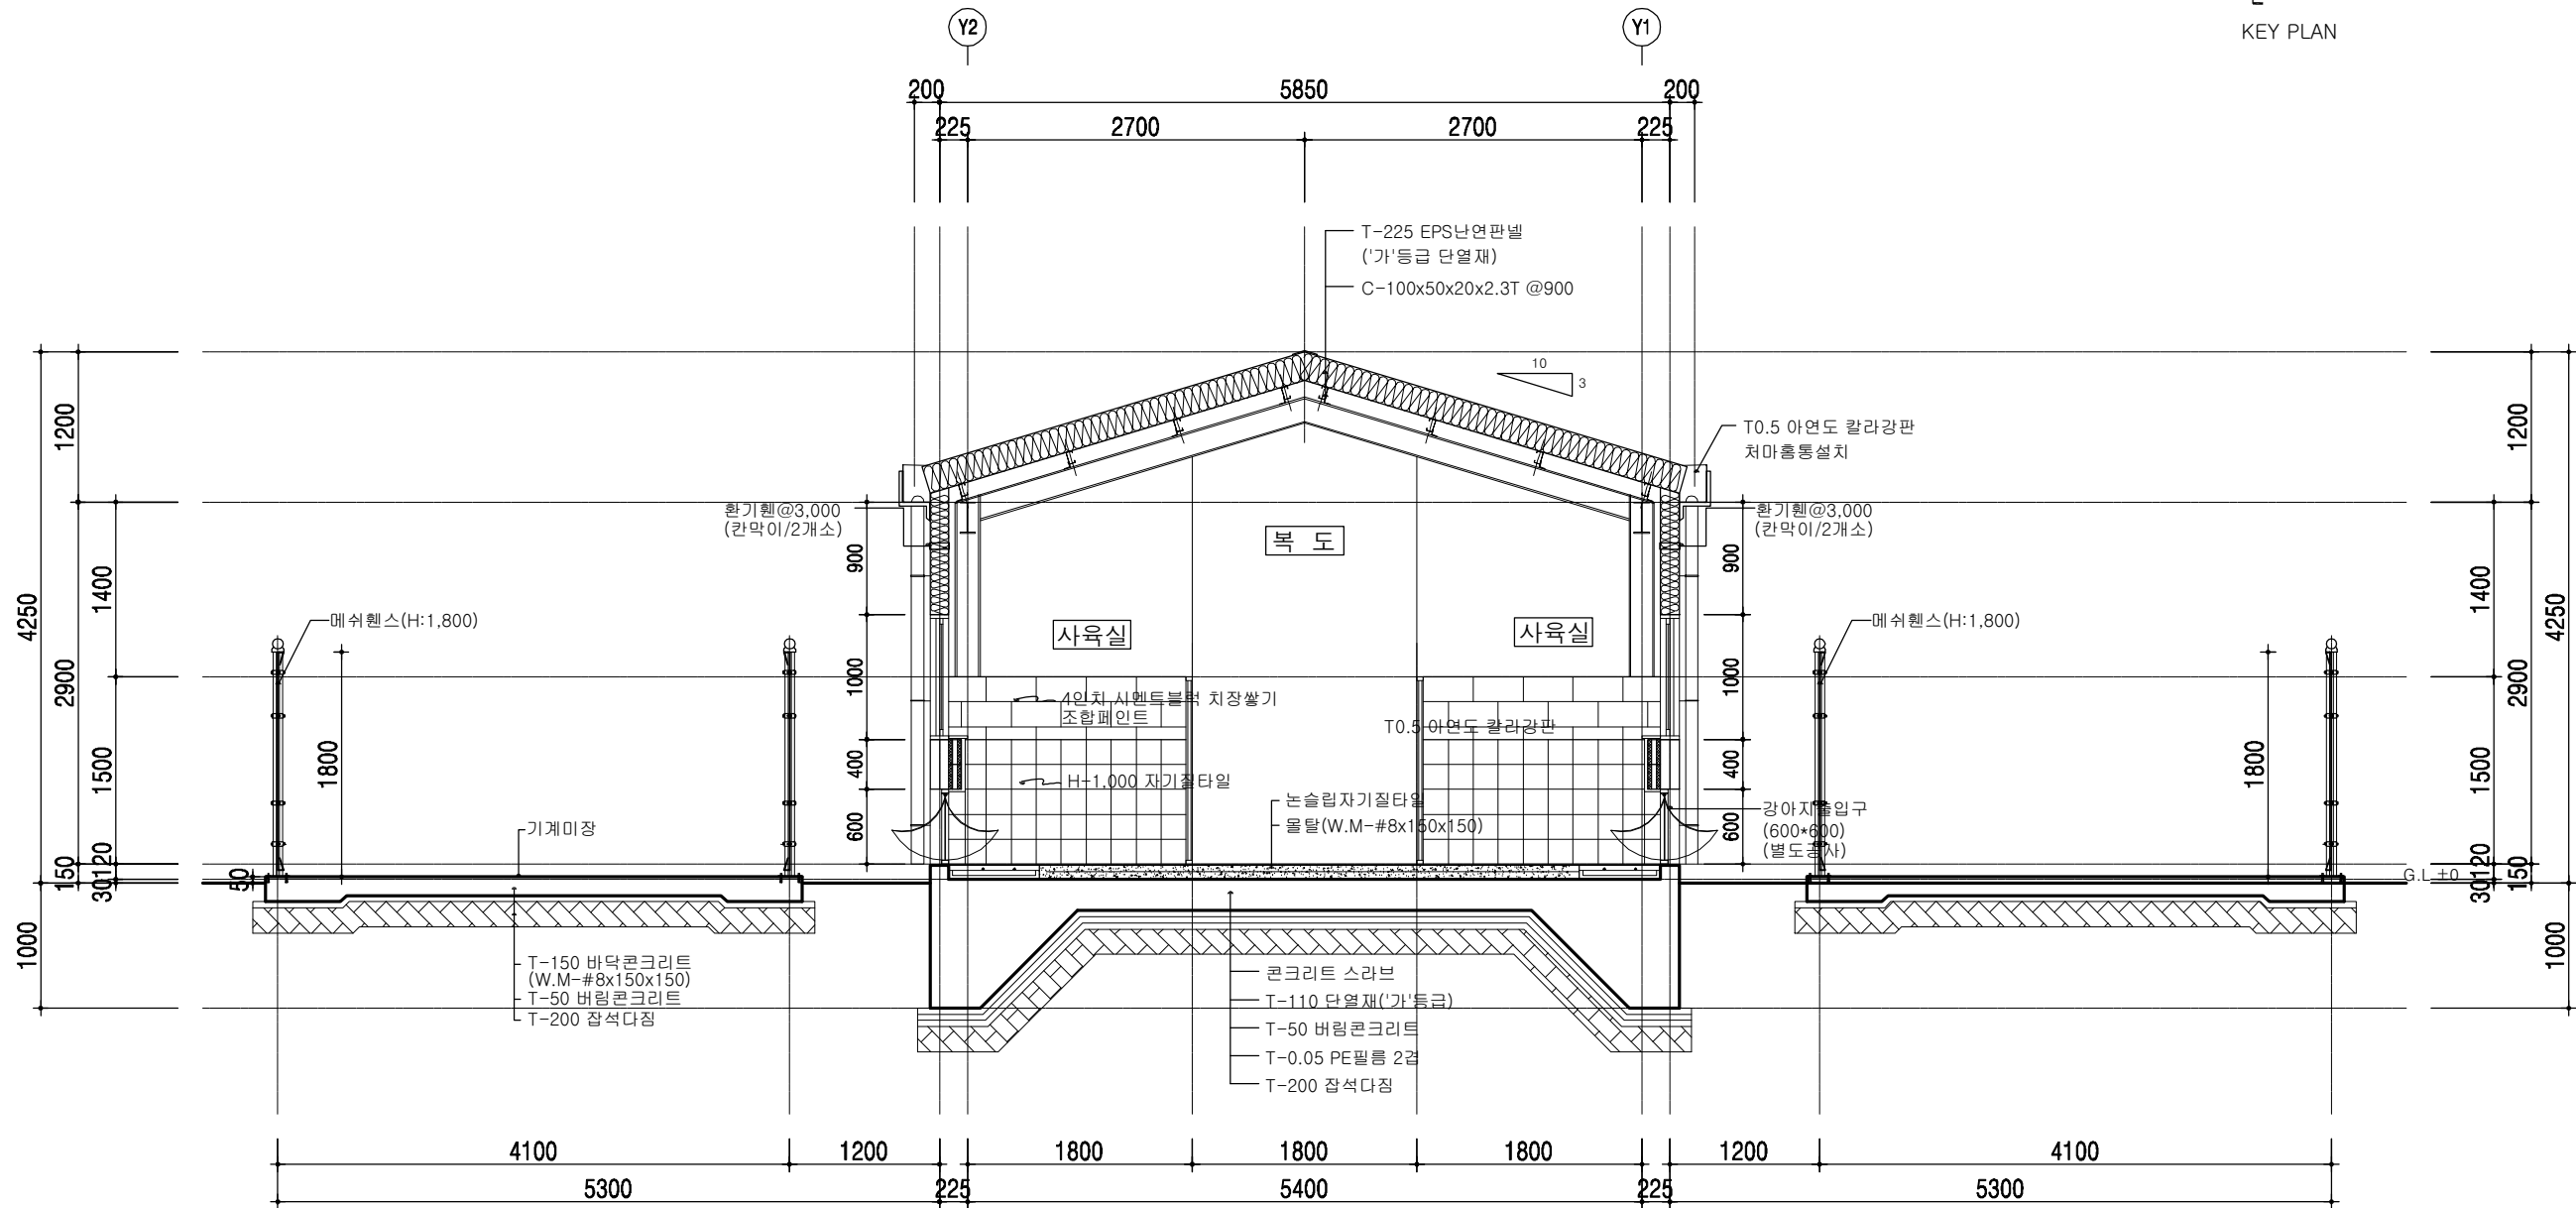 KEY PLAN
Y2
Y1
200
5850
200
225
2700
2700
225
T-225 EPS난연판넬
('가'등급 단열재)
C-100x50x20x2.3T @900
10
3
T0.5 아연도 칼라강판
처마홈통설치
환기휀@3,000
(칸막이/2개소)
환기휀@3,000
(칸막이/2개소)
복 도
사육실
사육실
메쉬휀스(H:1,800)
메쉬휀스(H:1,800)
4인치 시멘트블럭 치장쌓기
조합페인트
T0.5 아연도 칼라강판
H-1,000 자기질타일
논슬립자기질타일
몰탈(W.M-#8x150x150)
강아지출입구
(600*600)
(별도공사)
기계미장
G.L ±0
T-150 바닥콘크리트
(W.M-#8x150x150)
T-50 버림콘크리트
T-200 잡석다짐
콘크리트 스라브
T-110 단열재('가'등급)
T-50 버림콘크리트
T-0.05 PE필름 2겹
T-200 잡석다짐
4250
1000
1200
2900
150
1400
1500
120
30
50
1800
900
1000
400
600
900
1000
400
600
1800
1400
1500
120
30
1200
2900
150
4250
1000
4100
1200
1800
1800
1800
1200
4100
5300
225
5400
225
5300